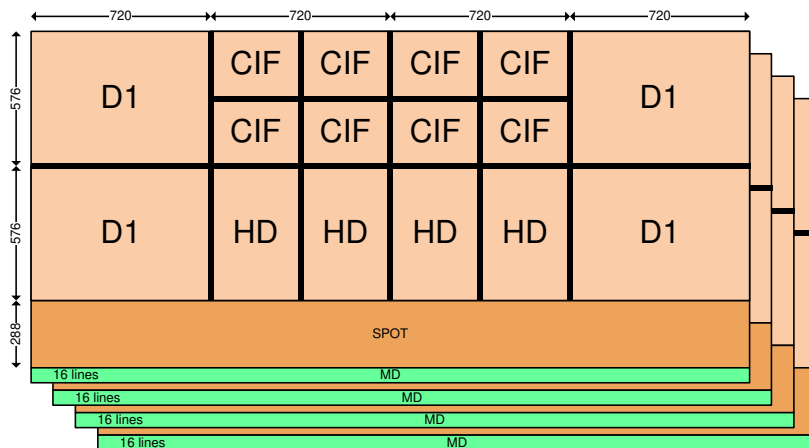 720 720 720 720
CIF CIF CIF CIF
576 D1 D1
CIF CIF CIF CIF
576 D1 HD HD HD HD D1
288 SPOT
16 lines MD
16 lines MD
16 lines MD
16 lines MD